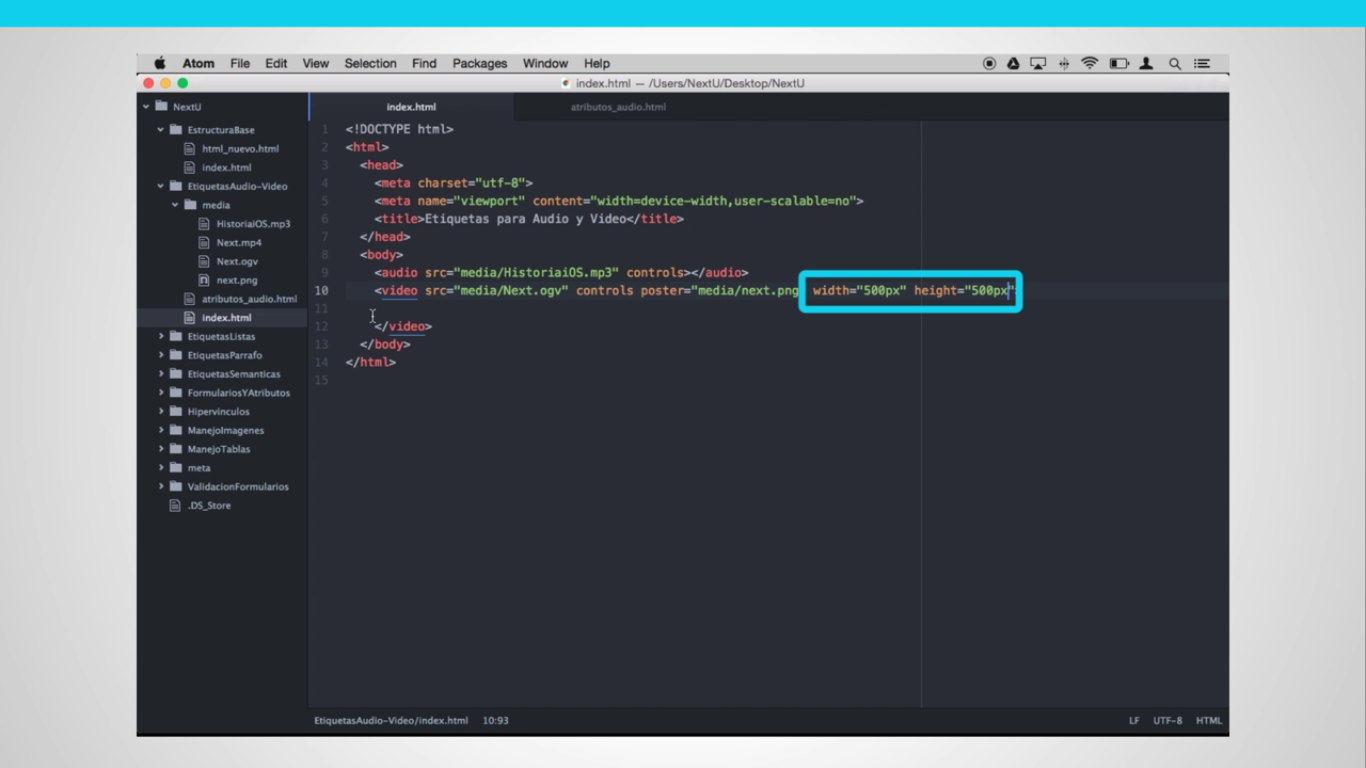 Atom File Edit View Selection Find Packages Window Help
index.html — /Users/NextU/Desktop/NextU
NextU
EstructuraBase
html_nuevo.html
index.html
EtiquetasAudio-Video
media
HistoriaiOS.mp3
Next.mp4
Next.ogv
next.png
atributos_audio.html
index.html
EtiquetasListas
EtiquetasParrafo
EtiquetasSemanticas
FormulariosYAtributos
Hipervinculos
ManejoImagenes
ManejoTablas
meta
ValidacionFormularios
.DS_Store
index.html atributos_audio.html
1 <!DOCTYPE html>
2 <html>
3 <head>
4 <meta charset="utf-8">
5 <meta name="viewport" content="width=device-width,user-scalable=no">
6 <title>Etiquetas para Audio y Video</title>
7 </head>
8 <body>
9 <audio src="media/HistoriaiOS.mp3" controls></audio>
10 <video src="media/Next.ogv" controls poster="media/next.png width="500px" height="500px"
11
12 </video>
13 </body>
14 </html>
15
EtiquetasAudio-Video/index.html 10:93 LF UTF-8 HTML